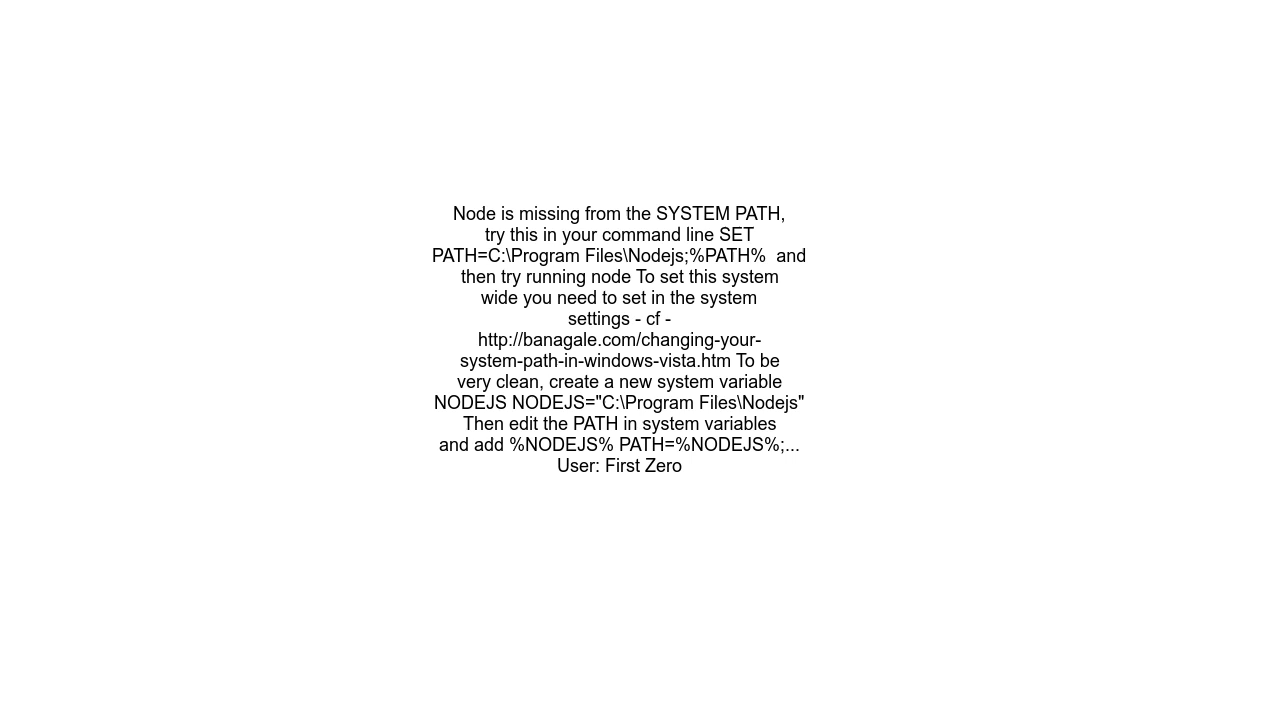 Node is missing from the SYSTEM PATH,
try this in your command line SET
PATH=C:\Program Files\Nodejs;%PATH%  and
then try running node To set this system
wide you need to set in the system
settings - cf -
http://banagale.com/changing-your-
system-path-in-windows-vista.htm To be
very clean, create a new system variable
NODEJS NODEJS="C:\Program Files\Nodejs"
Then edit the PATH in system variables
and add %NODEJS% PATH=%NODEJS%;...
User: First Zero